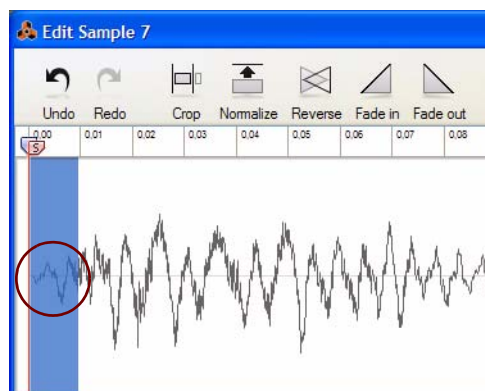 Edit Sample 7
Undo Redo Crop Normalize Reverse Fade in Fade out
0,00 0,01 0,02 0,03 0,04 0,05 0,06 0,07 0,08
S